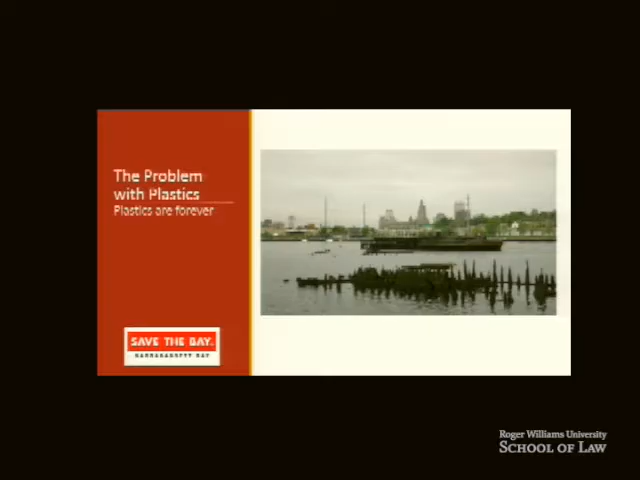 The Problem
with Plastics
Plastics are forever
SAVE THE BAY.
NARRAGANSETT BAY
Roger Williams University
SCHOOL OF LAW